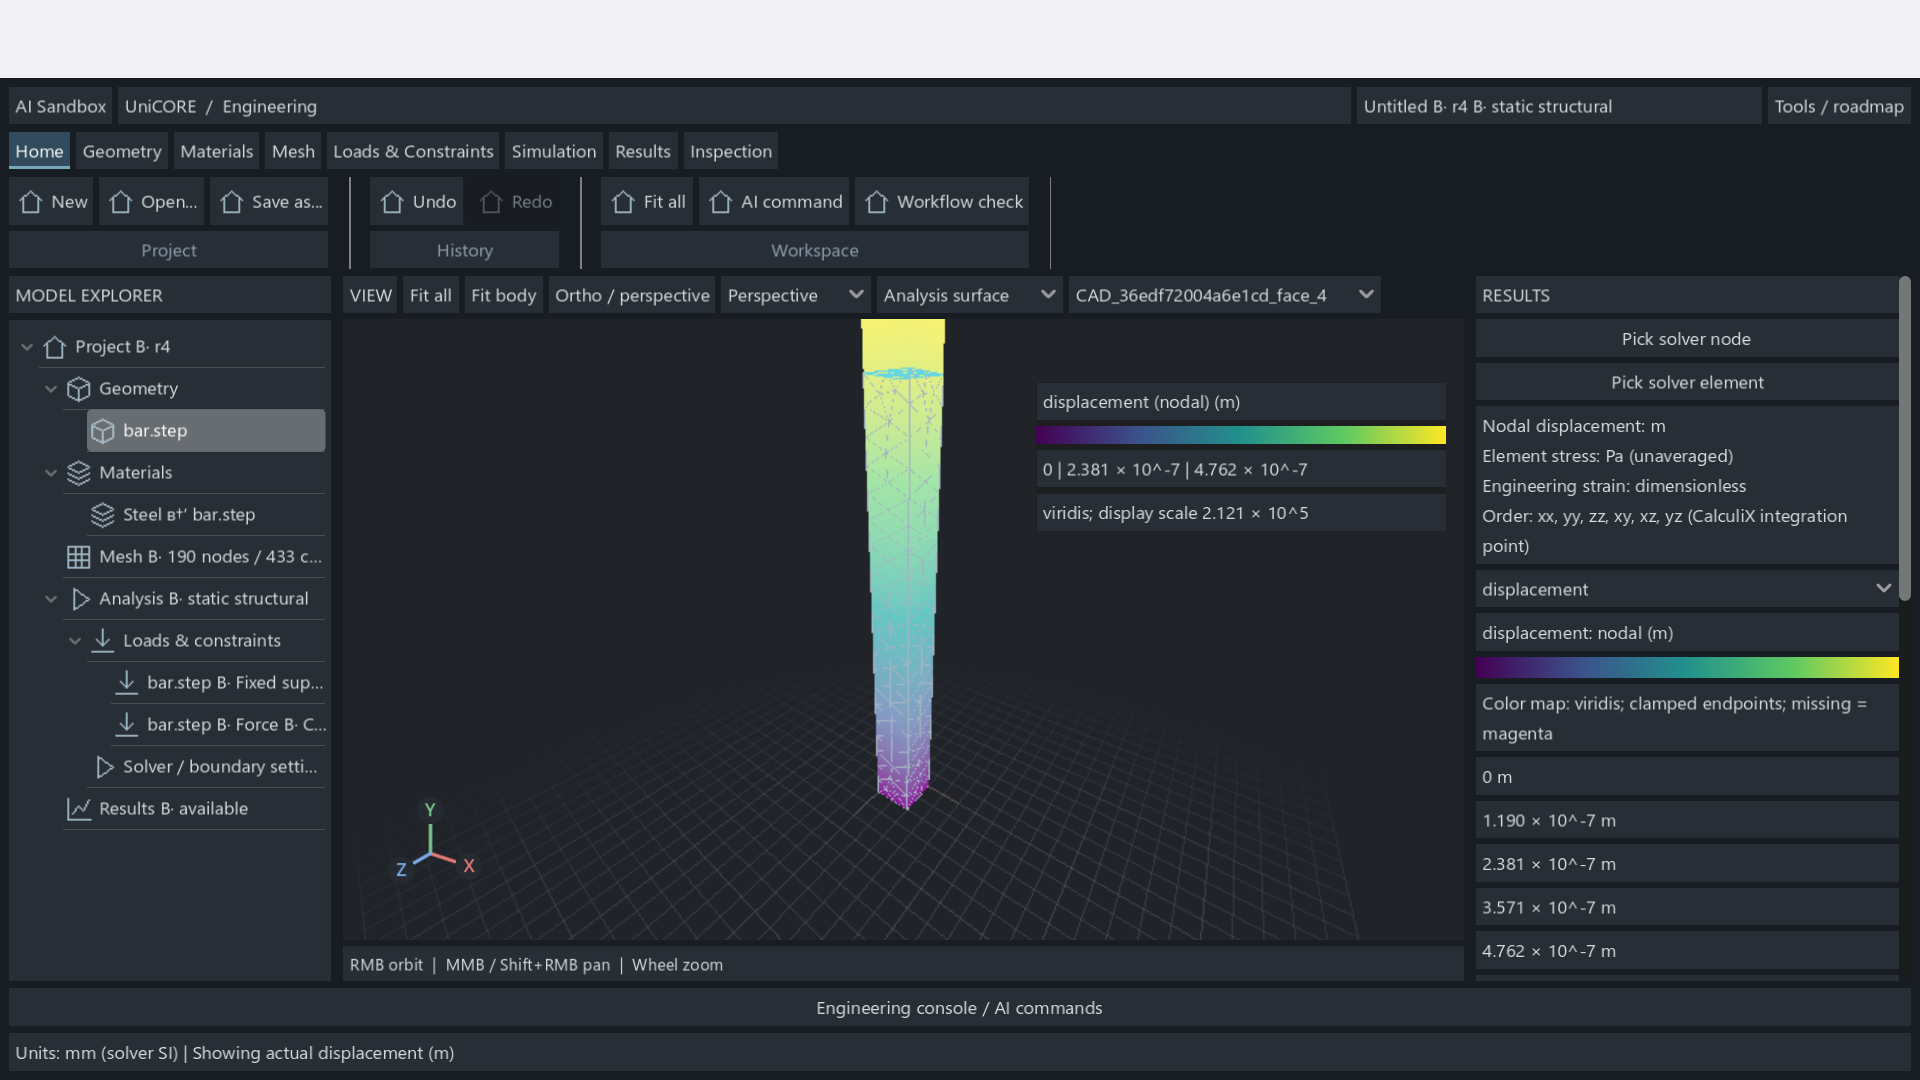 AI Sandbox
UniCORE / Engineering
Untitled В· r4 В· static structural
Tools / roadmap
Home
Geometry
Materials
Mesh
Loads & Constraints
Simulation
Results
Inspection
New
Open...
Save as...
Undo
Redo
Fit all
AI command
Workflow check
Project
History
Workspace
MODEL EXPLORER
VIEW
Fit all
Fit body
Ortho / perspective
Perspective
Analysis surface
CAD_36edf72004a6e1cd_face_4
RESULTS
Project В· r4
Geometry
bar.step
Materials
Steel в†’ bar.step
Mesh В· 190 nodes / 433 c...
Analysis В· static structural
Loads & constraints
bar.step В· Fixed sup...
bar.step В· Force В· C...
Solver / boundary setti...
Results В· available
displacement (nodal) (m)
0 | 2.381 × 10^-7 | 4.762 × 10^-7
viridis; display scale 2.121 × 10^5
Y
Z
X
RMB orbit | MMB / Shift+RMB pan | Wheel zoom
Pick solver node
Pick solver element
Nodal displacement: m
Element stress: Pa (unaveraged)
Engineering strain: dimensionless
Order: xx, yy, zz, xy, xz, yz (CalculiX integration
point)
displacement
displacement: nodal (m)
Color map: viridis; clamped endpoints; missing =
magenta
0 m
1.190 × 10^-7 m
2.381 × 10^-7 m
3.571 × 10^-7 m
4.762 × 10^-7 m
Engineering console / AI commands
Units: mm (solver SI) | Showing actual displacement (m)